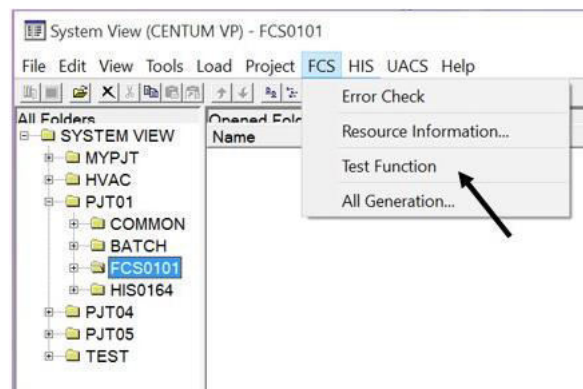 System View (CENTUM VP) - FCS0101
File Edit View Tools Load Project FCS HIS UACS Help
Error Check
Resource Information...
Test Function
All Generation...
All Folders
Name
SYSTEM VIEW
MYPJT
HVAC
PJT01
COMMON
BATCH
FCS0101
HIS0164
PJT04
PJT05
TEST